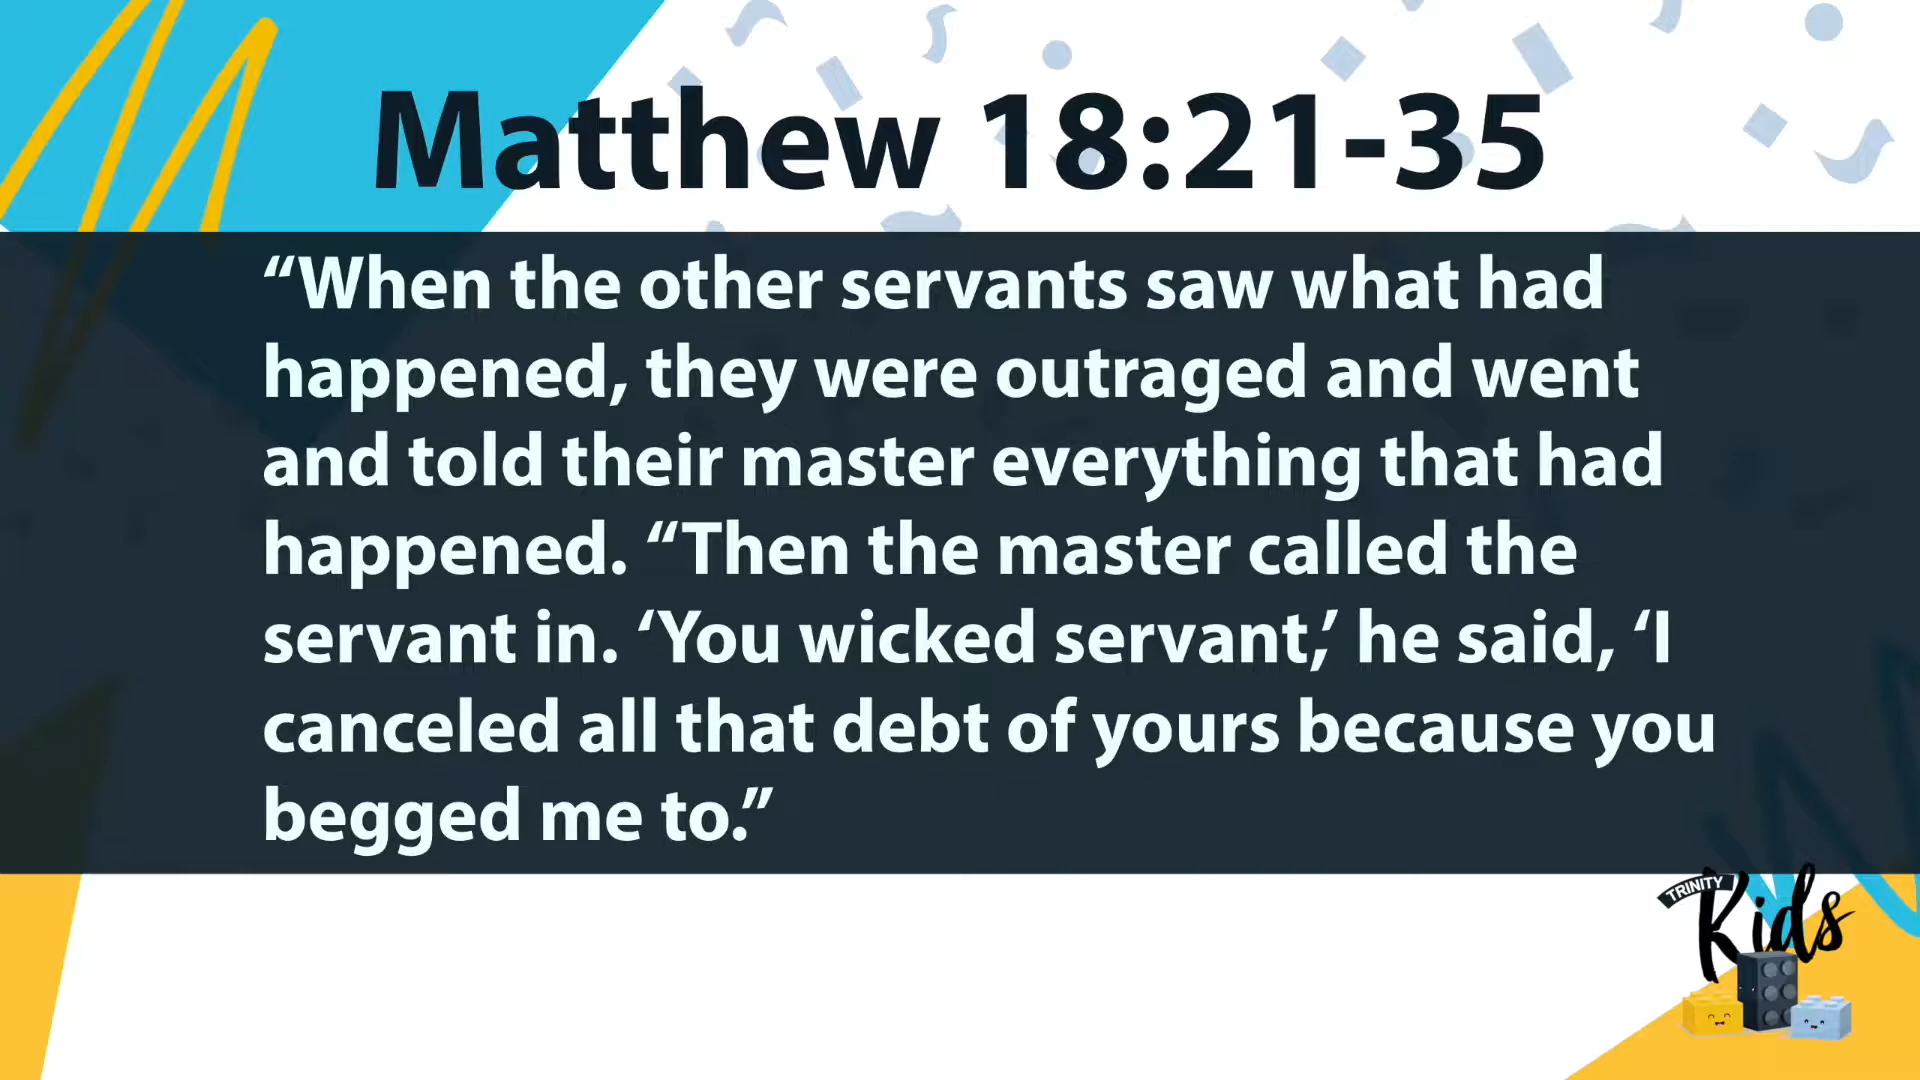 Matthew 18:21-35
“When the other servants saw what had
happened, they were outraged and went
and told their master everything that had
happened. “Then the master called the
servant in. ‘You wicked servant,’ he said, ‘I
canceled all that debt of yours because you
begged me to.”
TRINITY
Kids